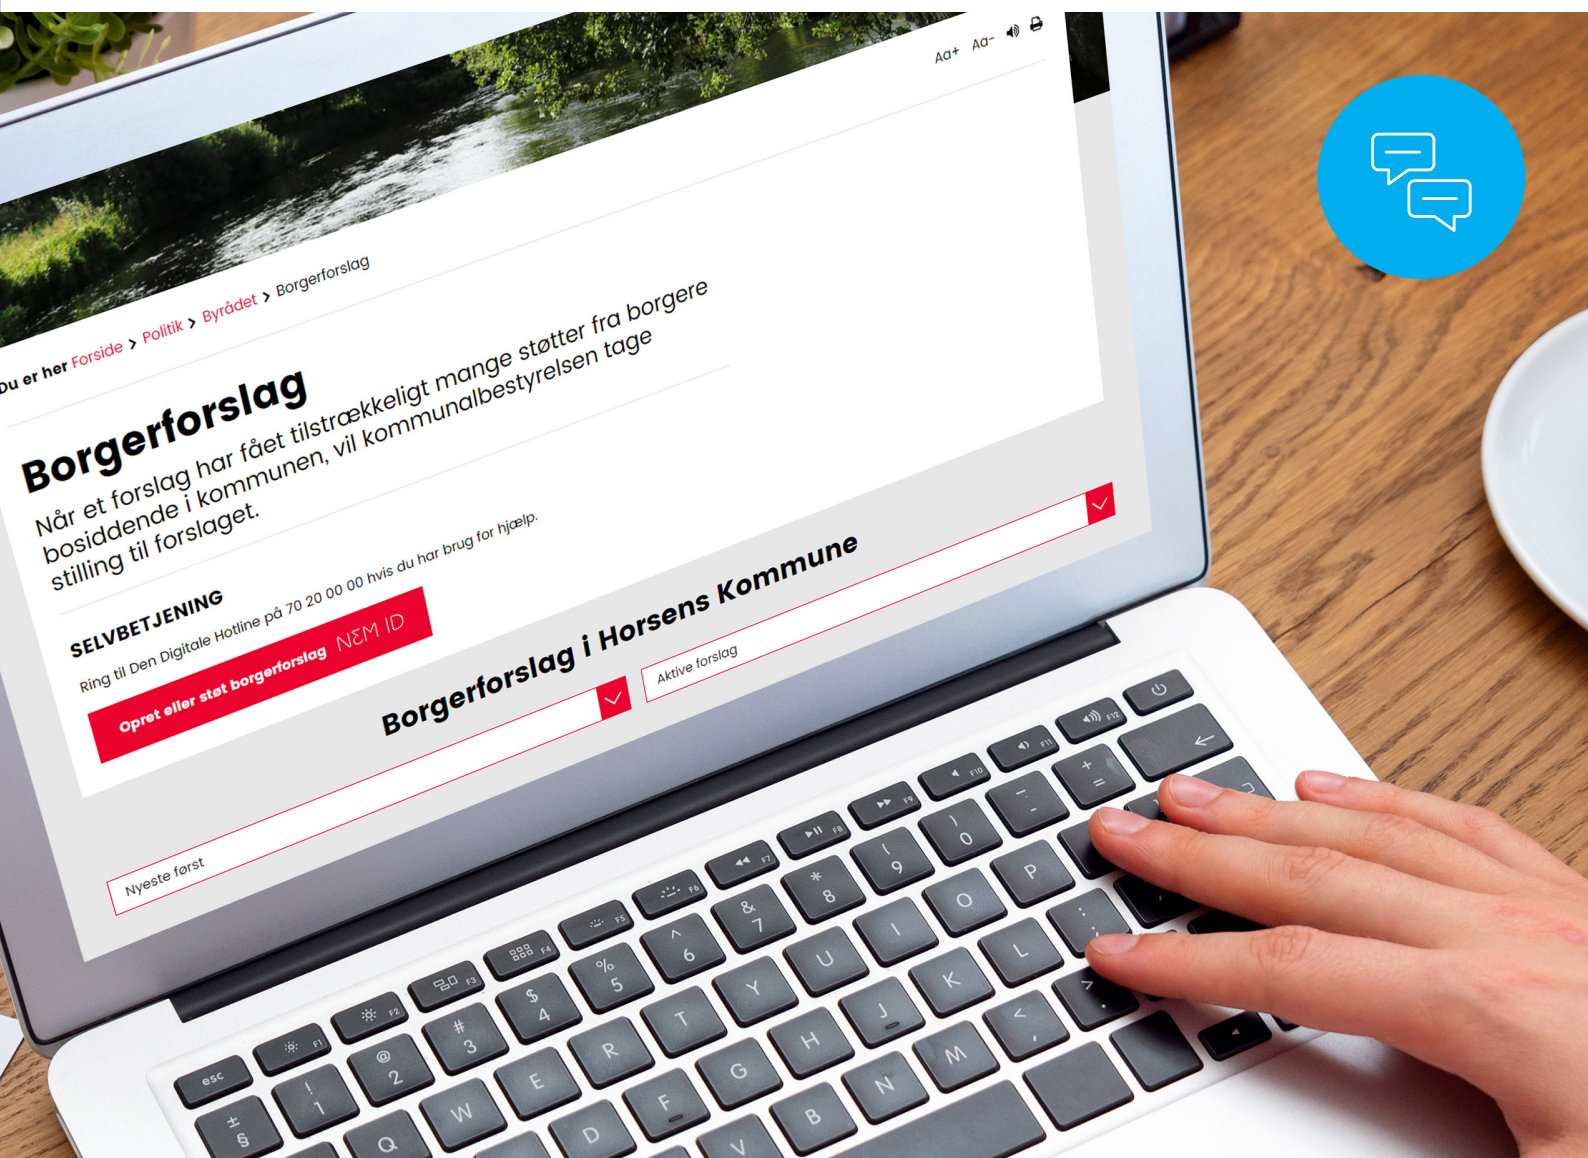 Aa+ Aa-
Du er her Forside > Politik > Byrådet > Borgerforslag
Borgerforslag
Når et forslag har fået tilstrækkeligt mange støtter fra borgere
bosiddende i kommunen, vil kommunalbestyrelsen tage
stilling til forslaget.
SELVBETJENING
Ring til Den Digitale Hotline på 70 20 00 00 hvis du har brug for hjælp.
Opret eller støt borgerforslag NEM ID
Borgerforslag i Horsens Kommune
Nyeste først
Aktive forslag
esc F1 F2 F3 F4 F5 F6 F7 F8 F9 F10 F11 F12
± § ! 1 @ 2 # 3 $ 4 % 5 ^ 6 & 7 * 8 ( 9 ) 0 - + =
Q W E R T Y U I O P
D F G H J K L : ;
V B N M < , > .